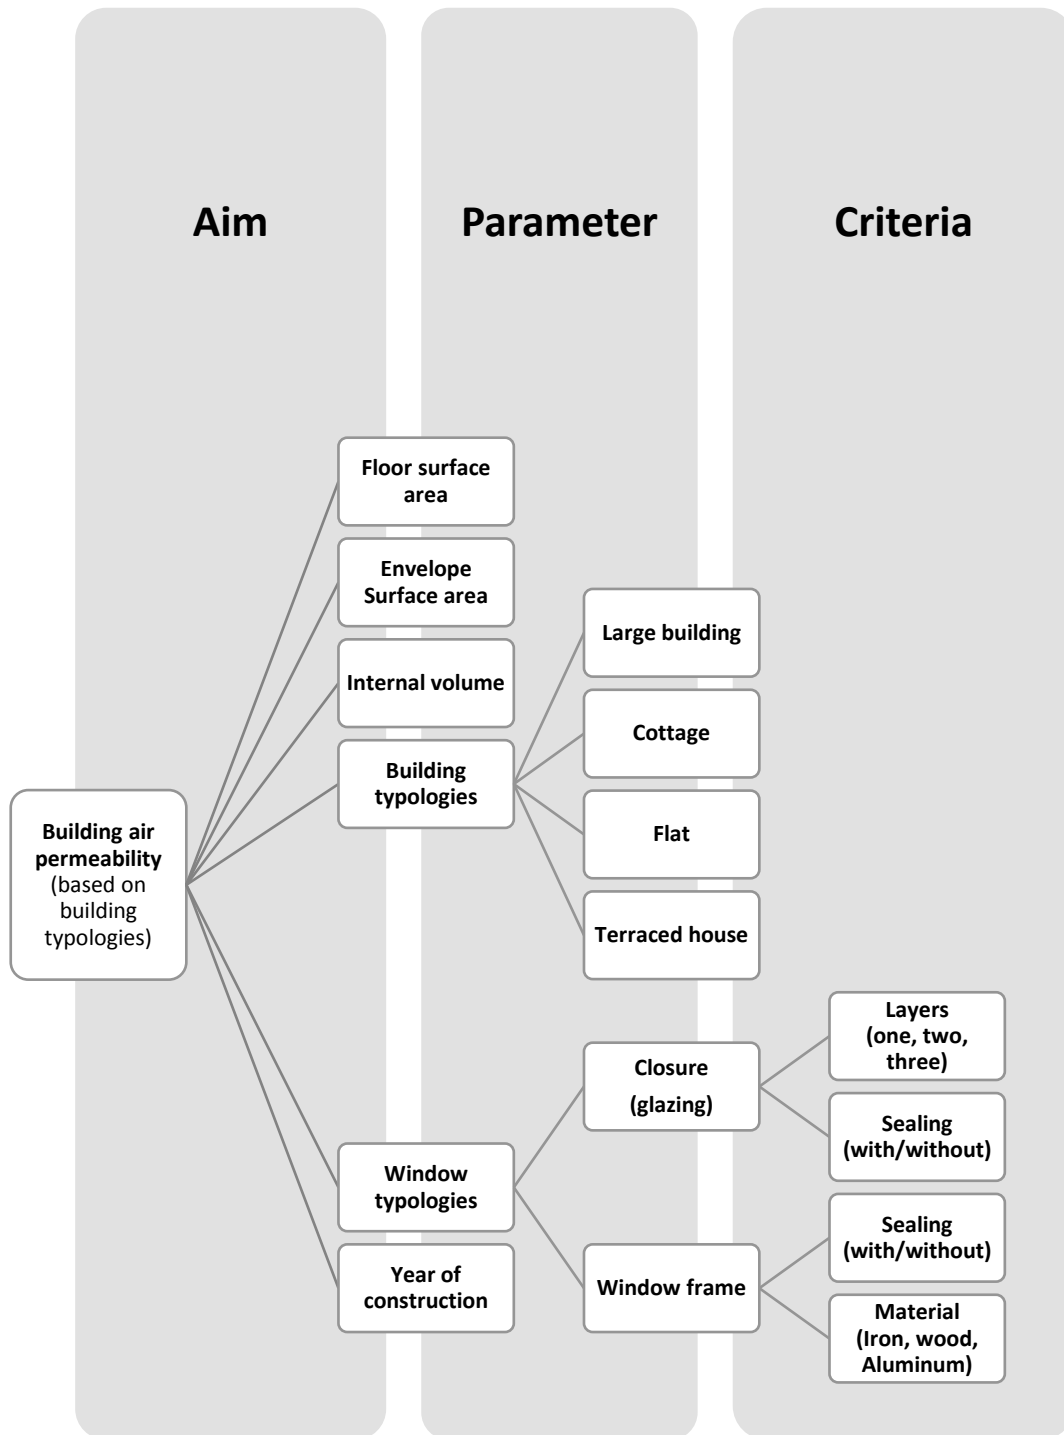 Aim
Parameter
Criteria
Building air
permeability
(based on
building
typologies)
Floor surface
area
Envelope
Surface area
Internal volume
Building
typologies
Large building
Cottage
Flat
Terraced house
Window
typologies
Closure
(glazing)
Layers
(one, two,
three)
Sealing
(with/without)
Window frame
Sealing
(with/without)
Material
(Iron, wood,
Aluminum)
Year of
construction